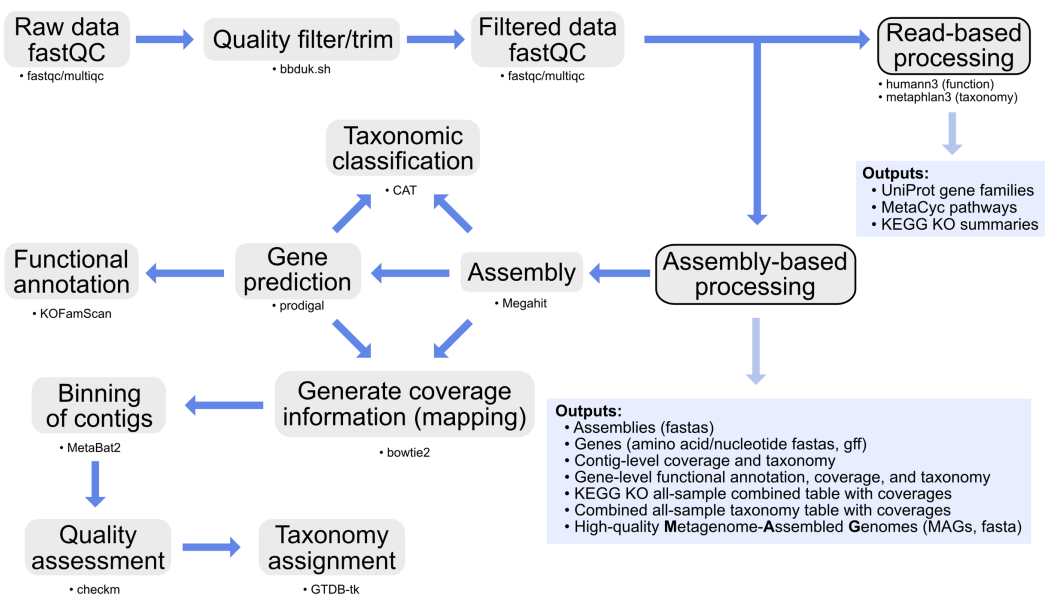 Raw data
fastQC
• fastqc/multiqc
Quality filter/trim
• bbduk.sh
Filtered data
fastQC
• fastqc/multiqc
Read-based
processing
• humann3 (function)
• metaphlan3 (taxonomy)
Outputs:
• UniProt gene families
• MetaCyc pathways
• KEGG KO summaries
Taxonomic
classification
• CAT
Functional
annotation
• KOFamScan
Gene
prediction
• prodigal
Assembly
• Megahit
Assembly-based
processing
Binning
of contigs
• MetaBat2
Generate coverage
information (mapping)
• bowtie2
Outputs:
• Assemblies (fastas)
• Genes (amino acid/nucleotide fastas, gff)
• Contig-level coverage and taxonomy
• Gene-level functional annotation, coverage, and taxonomy
• KEGG KO all-sample combined table with coverages
• Combined all-sample taxonomy table with coverages
• High-quality Metagenome-Assembled Genomes (MAGs, fasta)
Quality
assessment
• checkm
Taxonomy
assignment
• GTDB-tk